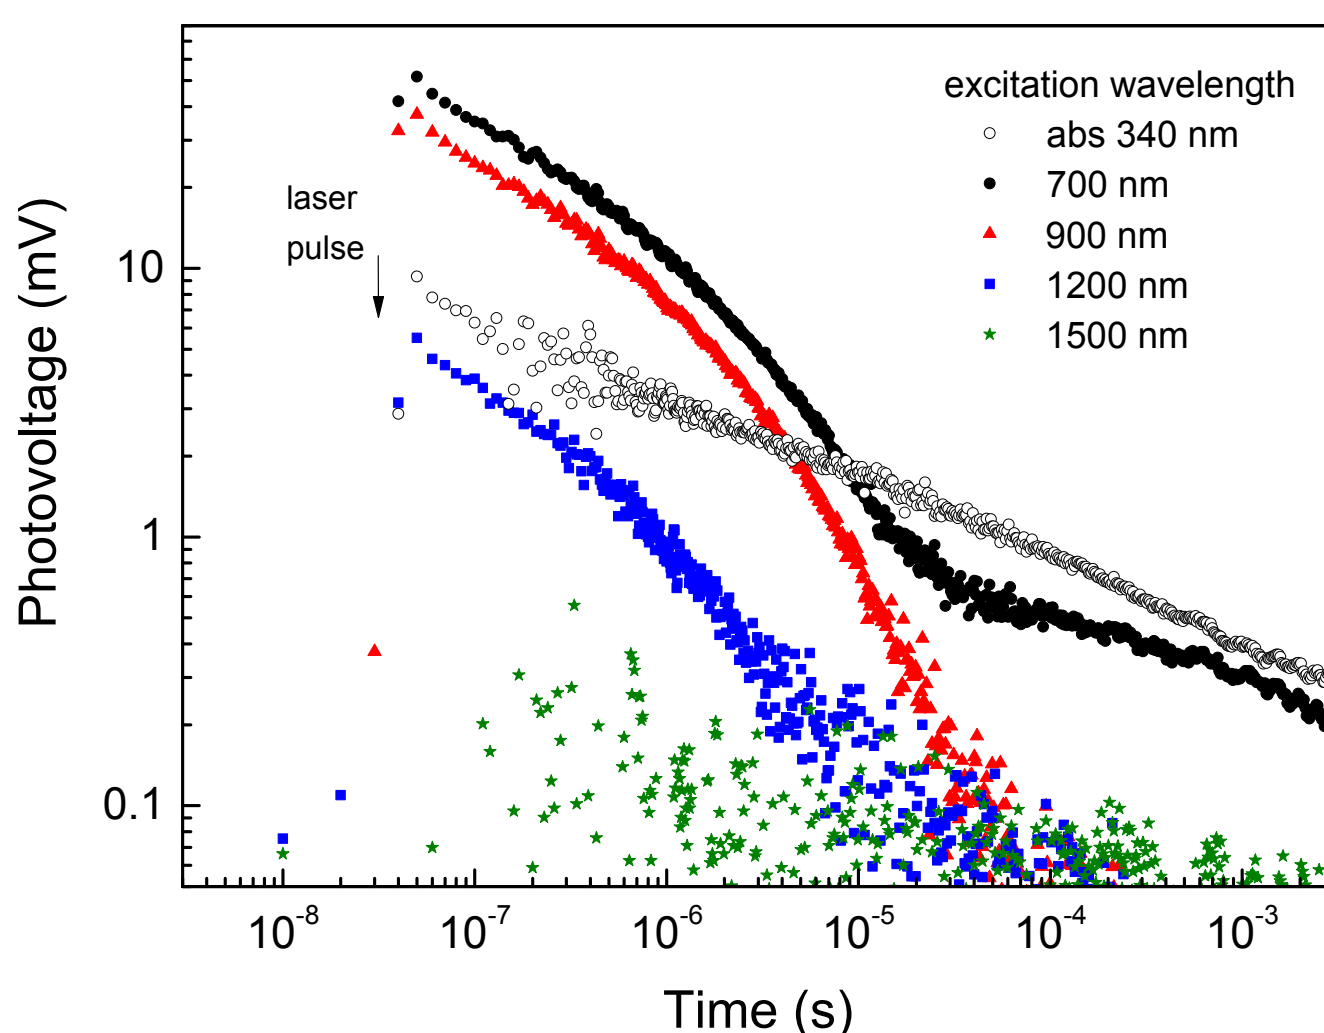 excitation wavelength
abs 340 nm
700 nm
900 nm
1200 nm
1500 nm
laser
pulse
Photovoltage (mV)
10
1
0.1
10⁻⁸ 10⁻⁷ 10⁻⁶ 10⁻⁵ 10⁻⁴ 10⁻³
Time (s)